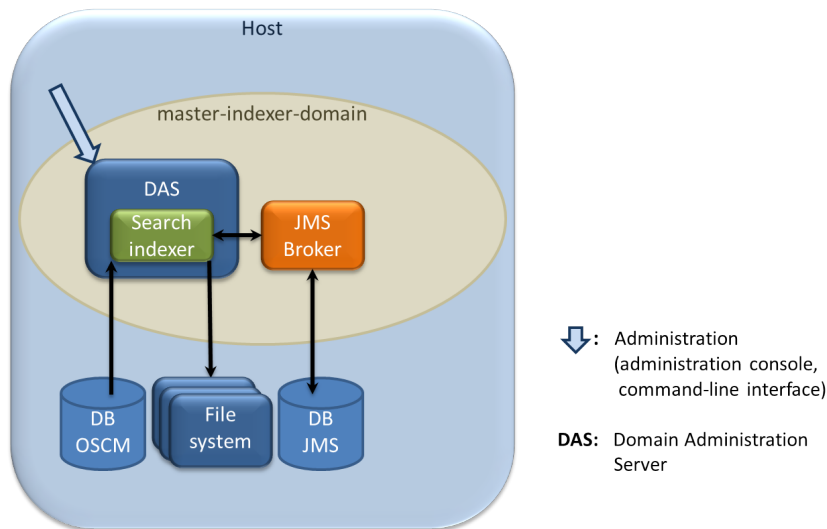 Host
master-indexer-domain
DAS
Search
indexer
JMS
Broker
DB
OSCM
File
system
DB
JMS
: Administration
(administration console,
command-line interface)
DAS: Domain Administration
Server